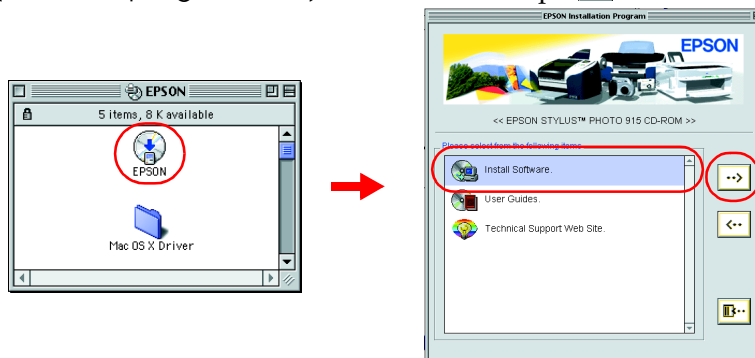 EPSON
5 items, 8 K available
EPSON
Mac OS X Driver
EPSON Installation Program
EPSON
<< EPSON STYLUS™ PHOTO 915 CD-ROM >>
Please select from the following items
Install Software.
User Guides.
Technical Support Web Site.